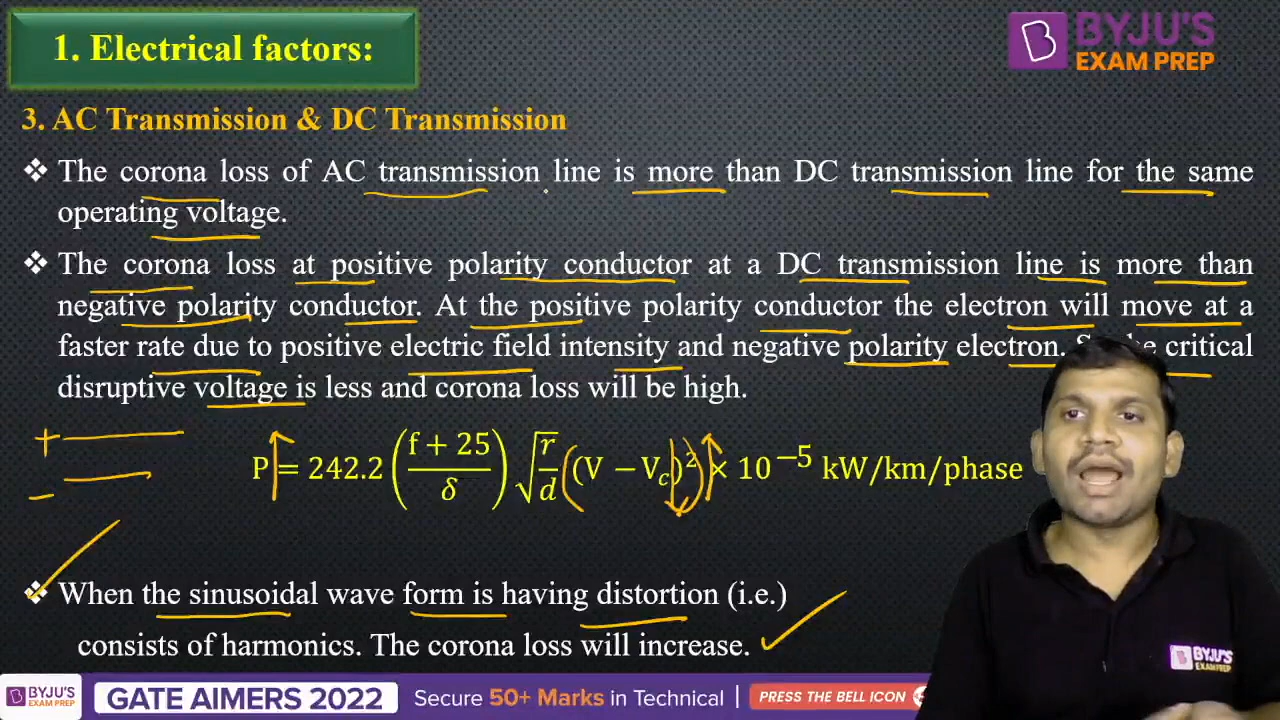 1. Electrical factors:
BYJU'S
EXAM PREP
3. AC Transmission & DC Transmission
❖ The corona loss of AC transmission line is more than DC transmission line for the same
operating voltage.
❖ The corona loss at positive polarity conductor at a DC transmission line is more than
negative polarity conductor. At the positive polarity conductor the electron will move at a
faster rate due to positive electric field intensity and negative polarity electron. critical
disruptive voltage is less and corona loss will be high.
+
P = 242.2 ((f + 25)/δ) √(r/d) ((V − V_c)²) × 10⁻⁵ kW/km/phase
−
❖ When the sinusoidal wave form is having distortion (i.e.)
consists of harmonics. The corona loss will increase.
BYJU'S
EXAM PREP
BYJU'S
EXAM PREP
GATE AIMERS 2022
Secure 50+ Marks in Technical
PRESS THE BELL ICON